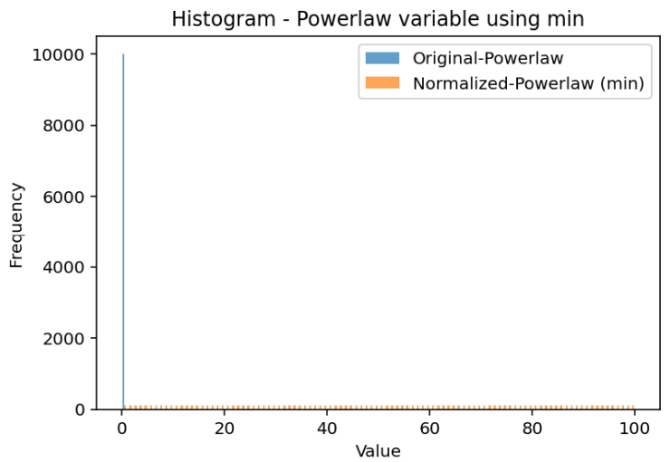 Histogram - Powerlaw variable using min
Original-Powerlaw
Normalized-Powerlaw (min)
Frequency
10000
8000
6000
4000
2000
0
0 20 40 60 80 100
Value